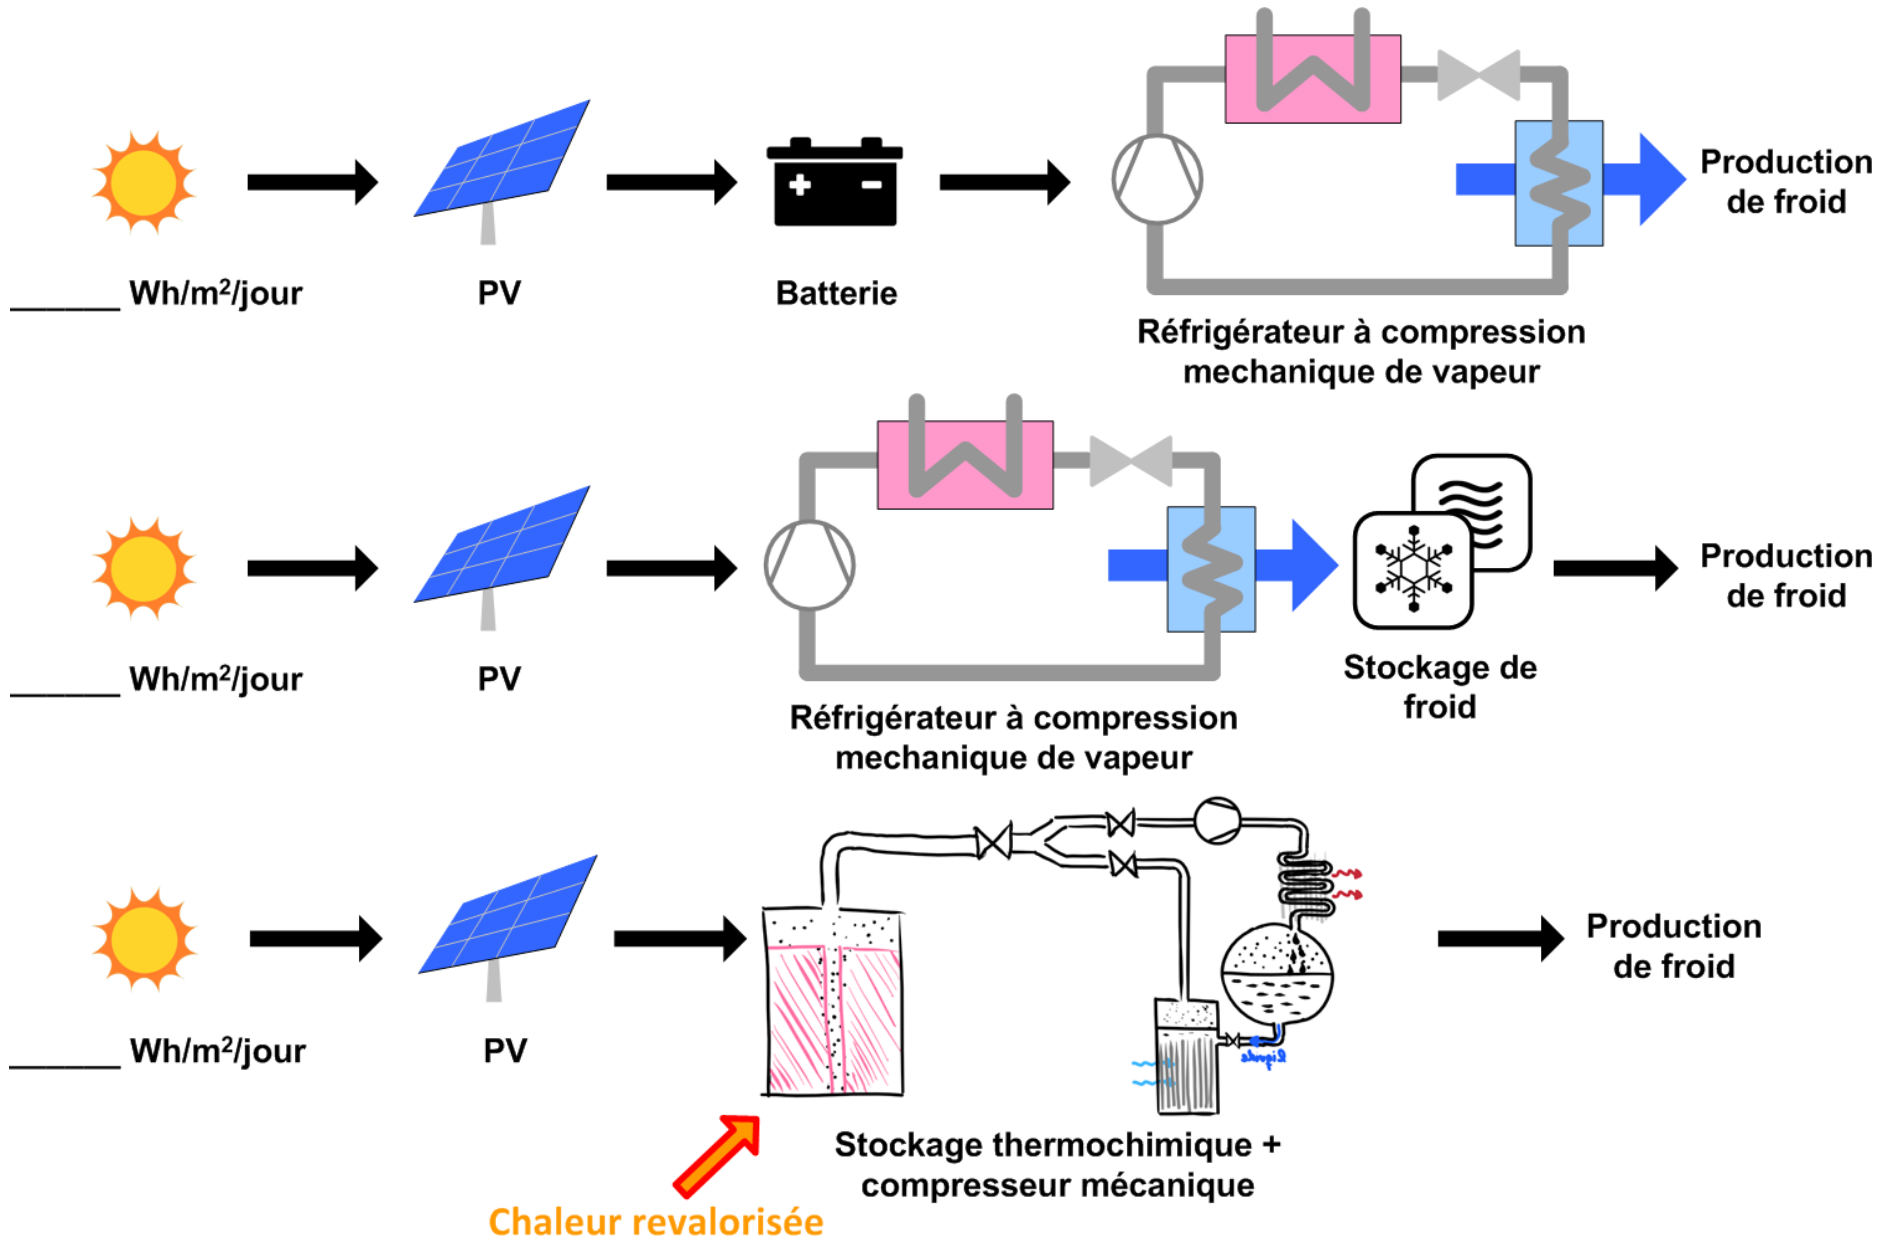 Production
de froid
______ Wh/m²/jour
PV
Batterie
Réfrigérateur à compression
mechanique de vapeur
Production
de froid
______ Wh/m²/jour
PV
Stockage de
froid
Réfrigérateur à compression
mechanique de vapeur
Production
de froid
______ Wh/m²/jour
PV
Stockage thermochimique +
compresseur mécanique
Chaleur revalorisée